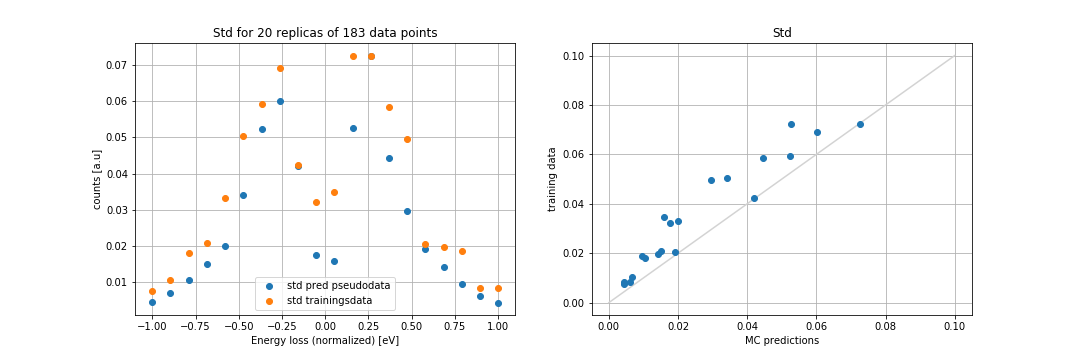 Std for 20 replicas of 183 data points
counts [a.u]
0.07
0.06
0.05
0.04
0.03
0.02
0.01
std pred pseudodata
std trainingsdata
−1.00 −0.75 −0.50 −0.25 0.00 0.25 0.50 0.75 1.00
Energy loss (normalized) [eV]
Std
training data
0.10
0.08
0.06
0.04
0.02
0.00
0.00 0.02 0.04 0.06 0.08 0.10
MC predictions